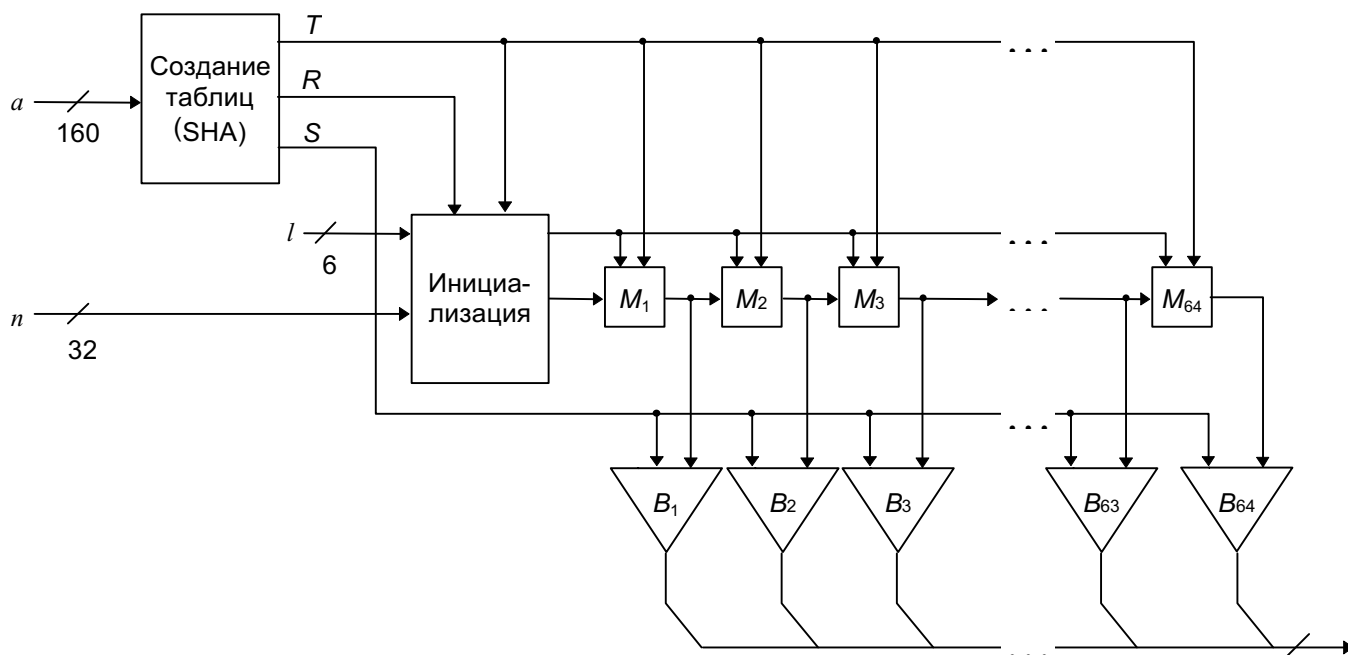 T
Создание
таблиц
(SHA)
R
a
160
S
l
6
Инициа-
лизация
n
32
M1
M2
M3
M64
. . .
. . .
. . .
B1
B2
B3
B63
B64
. . .